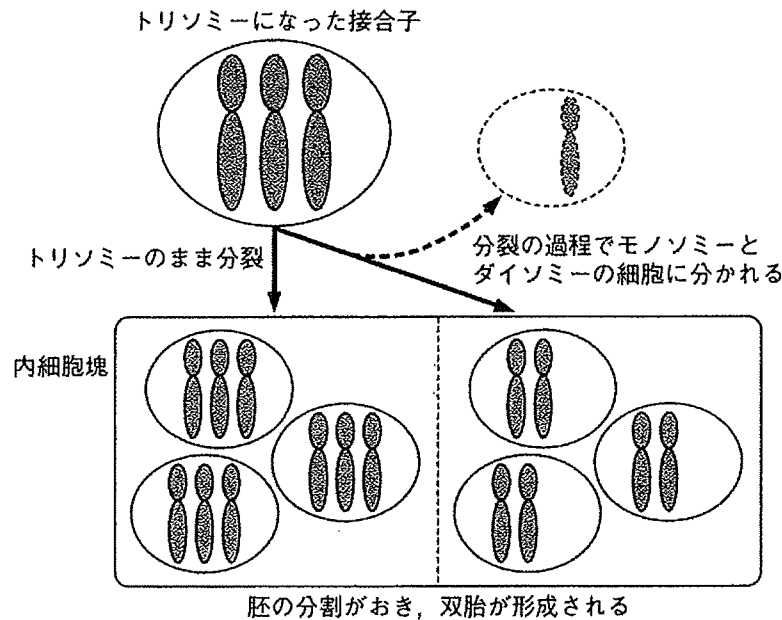 トリソミーになった接合子
トリソミーのまま分裂
分裂の過程でモノソミーと
ダイソミーの細胞に分かれる
内細胞塊
胚の分割がおき，双胎が形成される